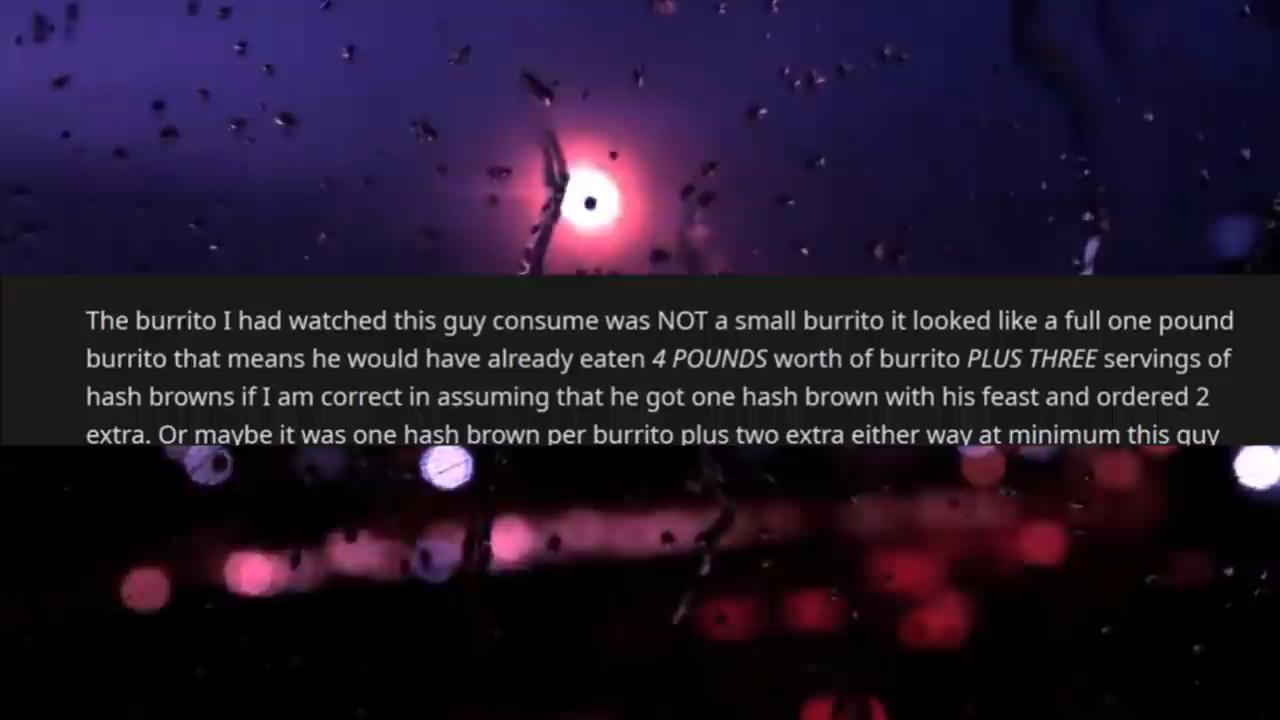 The burrito I had watched this guy consume was NOT a small burrito it looked like a full one pound
burrito that means he would have already eaten 4 POUNDS worth of burrito PLUS THREE servings of
hash browns if I am correct in assuming that he got one hash brown with his feast and ordered 2
extra. Or maybe it was one hash brown per burrito plus two extra either way at minimum this guy